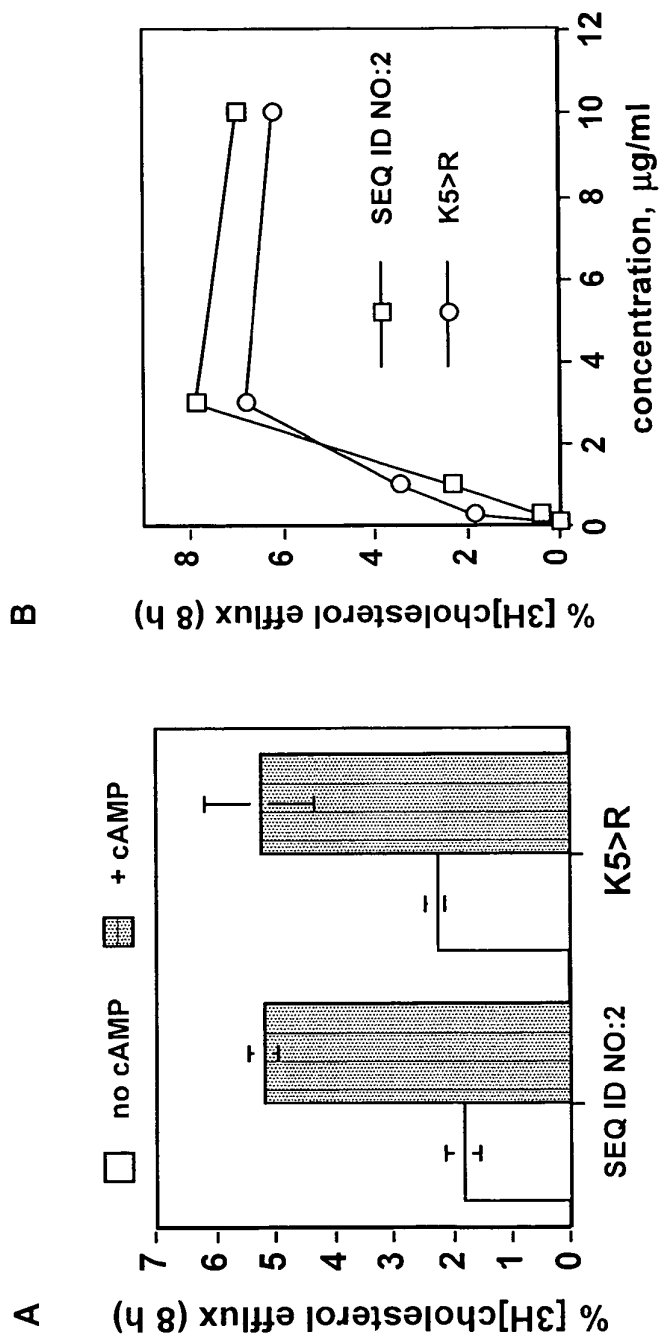 A
no cAMP
+ cAMP
% [3H]cholesterol efflux (8 h)
7
6
5
4
3
2
1
0
SEQ ID NO:2
K5>R
B
% [3H]cholesterol efflux (8 h)
8
6
4
2
0
SEQ ID NO:2
K5>R
0
2
4
6
8
10
12
concentration, μg/ml